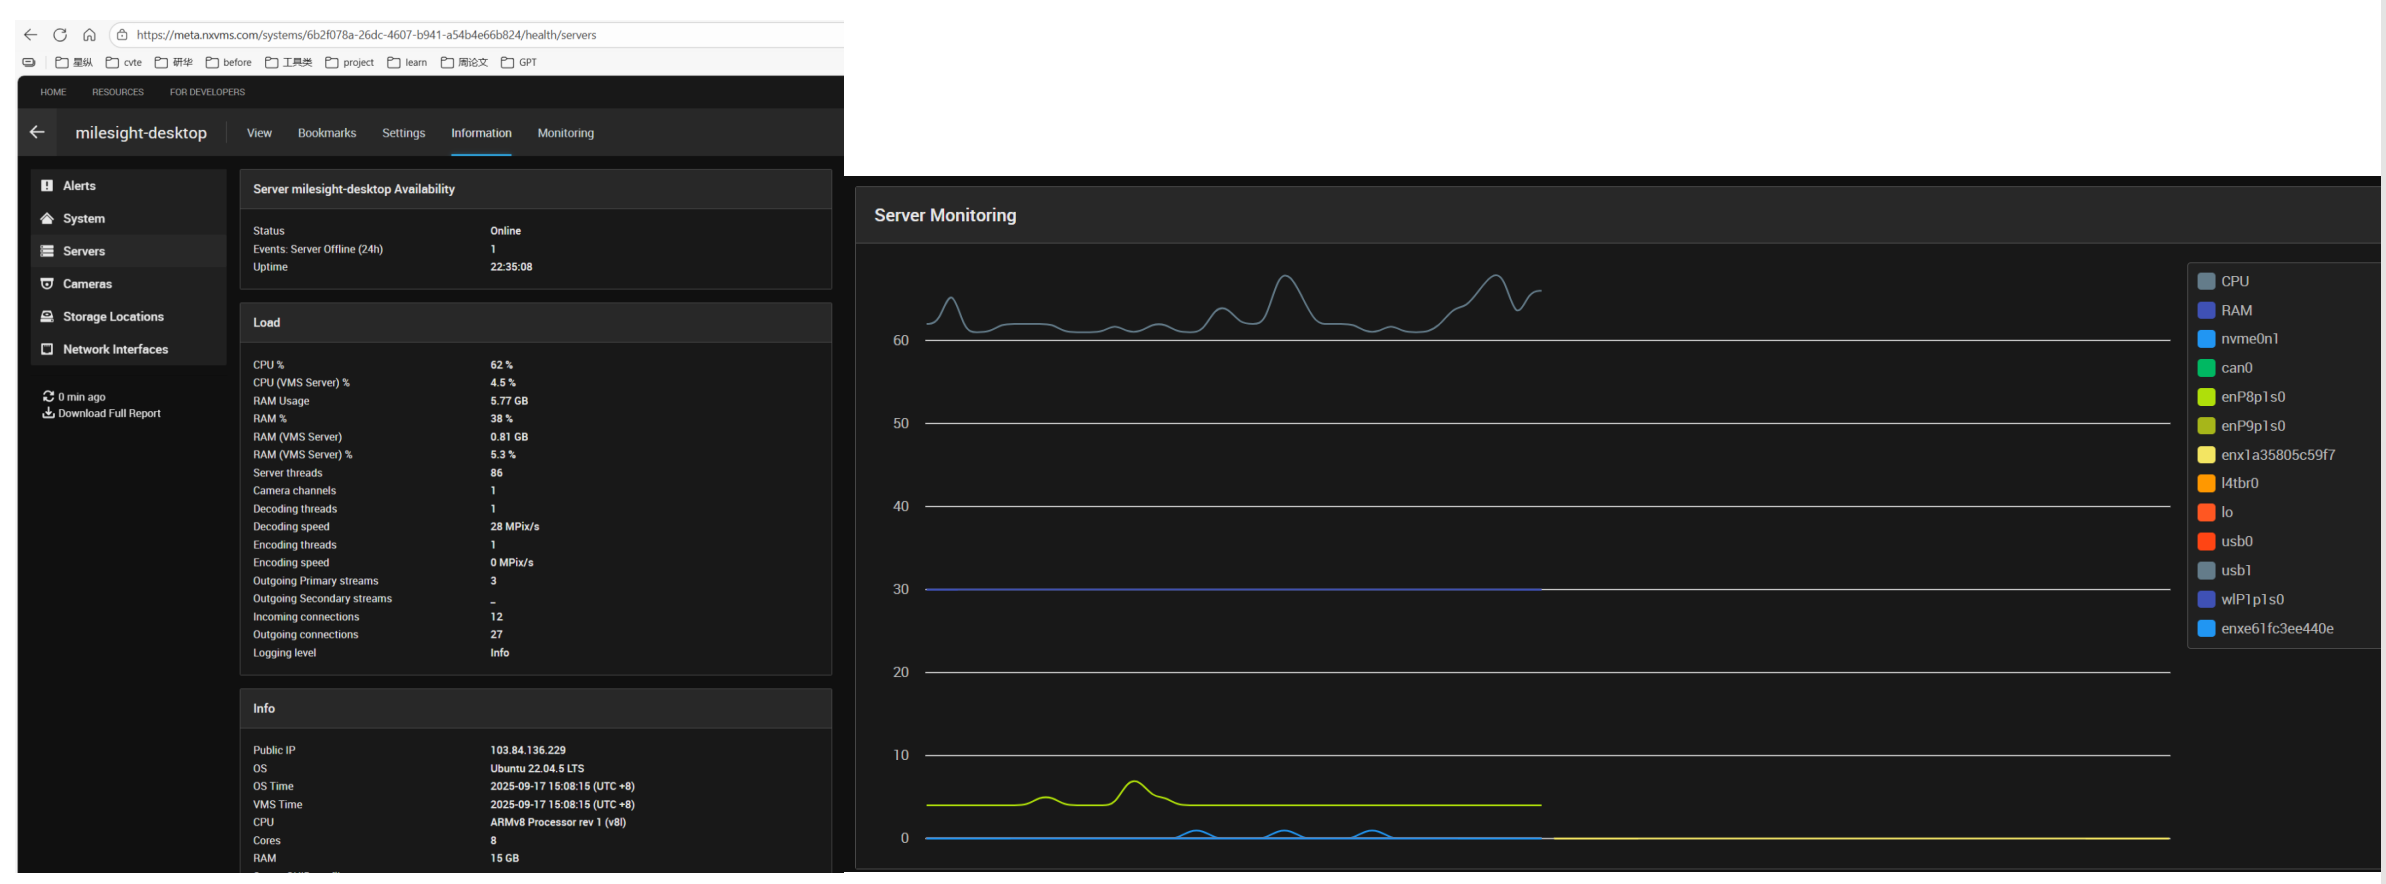 https://meta.nxvms.com/systems/6b2f078a-26dc-4607-b941-a54b4e66b824/health/servers
星纵 cvte 研华 before 工具类 project learn 周论文 GPT
HOME RESOURCES FOR DEVELOPERS
milesight-desktop View Bookmarks Settings Information Monitoring
Alerts
System
Servers
Cameras
Storage Locations
Network Interfaces
0 min ago
Download Full Report
Server milesight-desktop Availability
Status Online
Events: Server Offline (24h) 1
Uptime 22:35:08
Load
CPU % 62 %
CPU (VMS Server) % 4.5 %
RAM Usage 5.77 GB
RAM % 38 %
RAM (VMS Server) 0.81 GB
RAM (VMS Server) % 5.3 %
Server threads 86
Camera channels 1
Decoding threads 1
Decoding speed 28 MPix/s
Encoding threads 1
Encoding speed 0 MPix/s
Outgoing Primary streams 3
Outgoing Secondary streams _
Incoming connections 12
Outgoing connections 27
Logging level Info
Info
Public IP 103.84.136.229
OS Ubuntu 22.04.5 LTS
OS Time 2025-09-17 15:08:15 (UTC +8)
VMS Time 2025-09-17 15:08:15 (UTC +8)
CPU ARMv8 Processor rev 1 (v8l)
Cores 8
RAM 15 GB
Server Monitoring
60
50
40
30
20
10
0
CPU
RAM
nvme0n1
can0
enP8p1s0
enP9p1s0
enx1a35805c59f7
l4tbr0
lo
usb0
usb1
wlP1p1s0
enxe61fc3ee440e